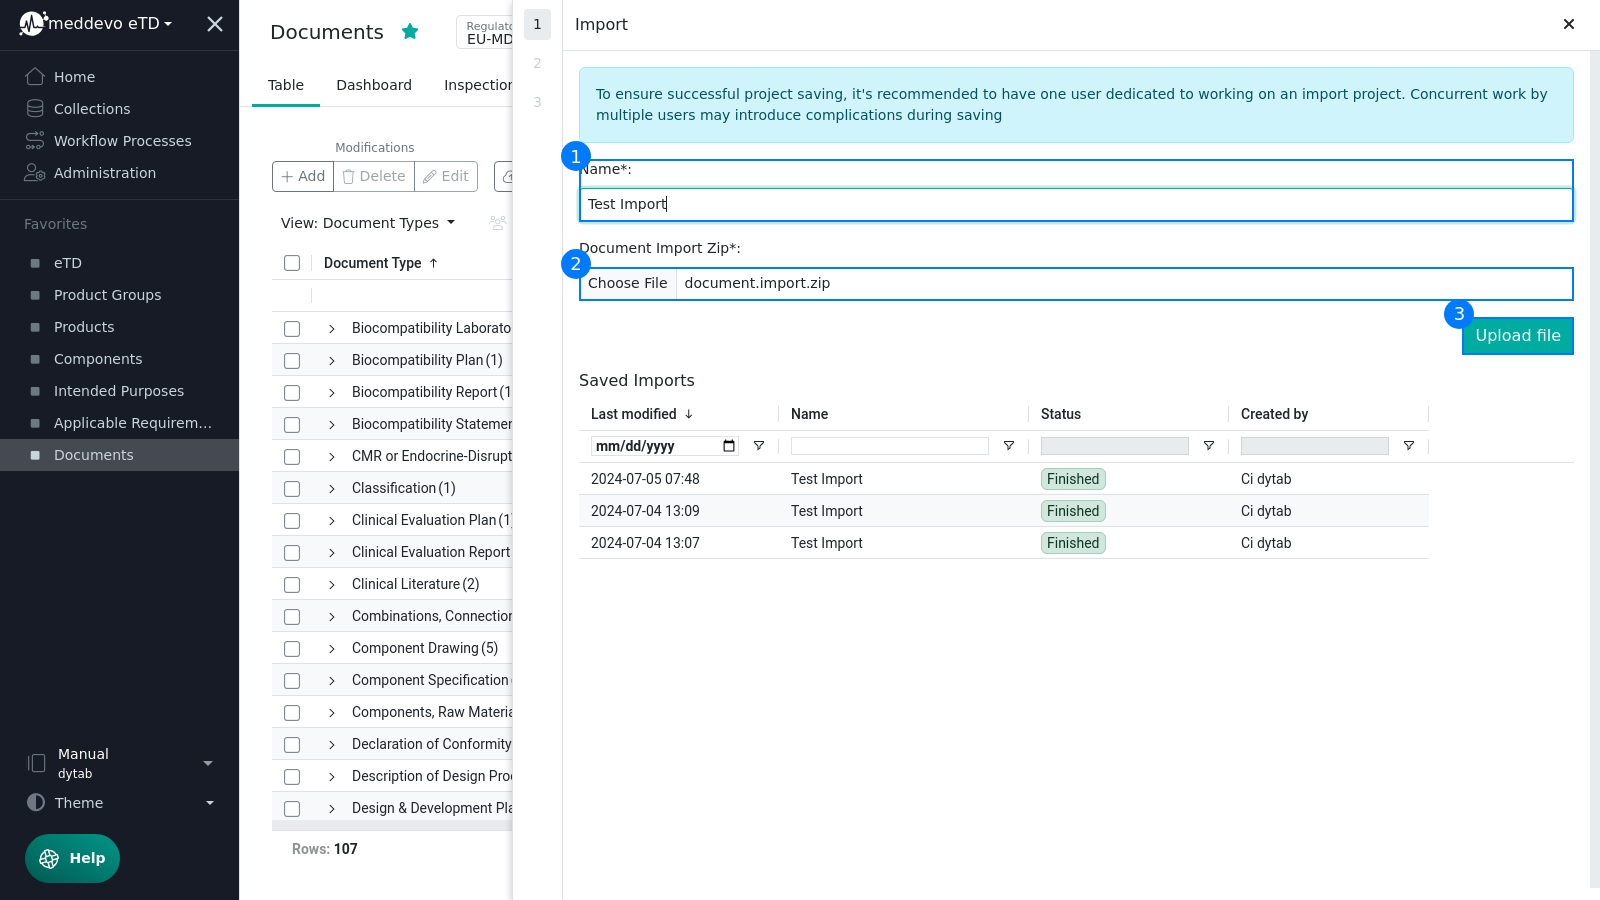 meddevo eTD
Home
Collections
Workflow Processes
Administration
Favorites
eTD
Product Groups
Products
Components
Intended Purposes
Applicable Requirem...
Documents
Manual
dytab
Theme
Help
Documents
Regulato
EU-MD
Table
Dashboard
Inspection
Modifications
Add
Delete
Edit
View: Document Types
Document Type
Biocompatibility Laborato
Biocompatibility Plan (1)
Biocompatibility Report (1
Biocompatibility Statemen
CMR or Endocrine-Disrupt
Classification (1)
Clinical Evaluation Plan (1)
Clinical Evaluation Report
Clinical Literature (2)
Combinations, Connection
Component Drawing (5)
Component Specification
Components, Raw Materia
Declaration of Conformity
Description of Design Proc
Design & Development Pla
Rows: 107
1
2
3
Import
To ensure successful project saving, it's recommended to have one user dedicated to working on an import project. Concurrent work by
multiple users may introduce complications during saving
1
Name*:
Test Import
Document Import Zip*:
2
Choose File document.import.zip
3
Upload file
Saved Imports
Last modified Name Status Created by
mm/dd/yyyy
2024-07-05 07:48 Test Import Finished Ci dytab
2024-07-04 13:09 Test Import Finished Ci dytab
2024-07-04 13:07 Test Import Finished Ci dytab